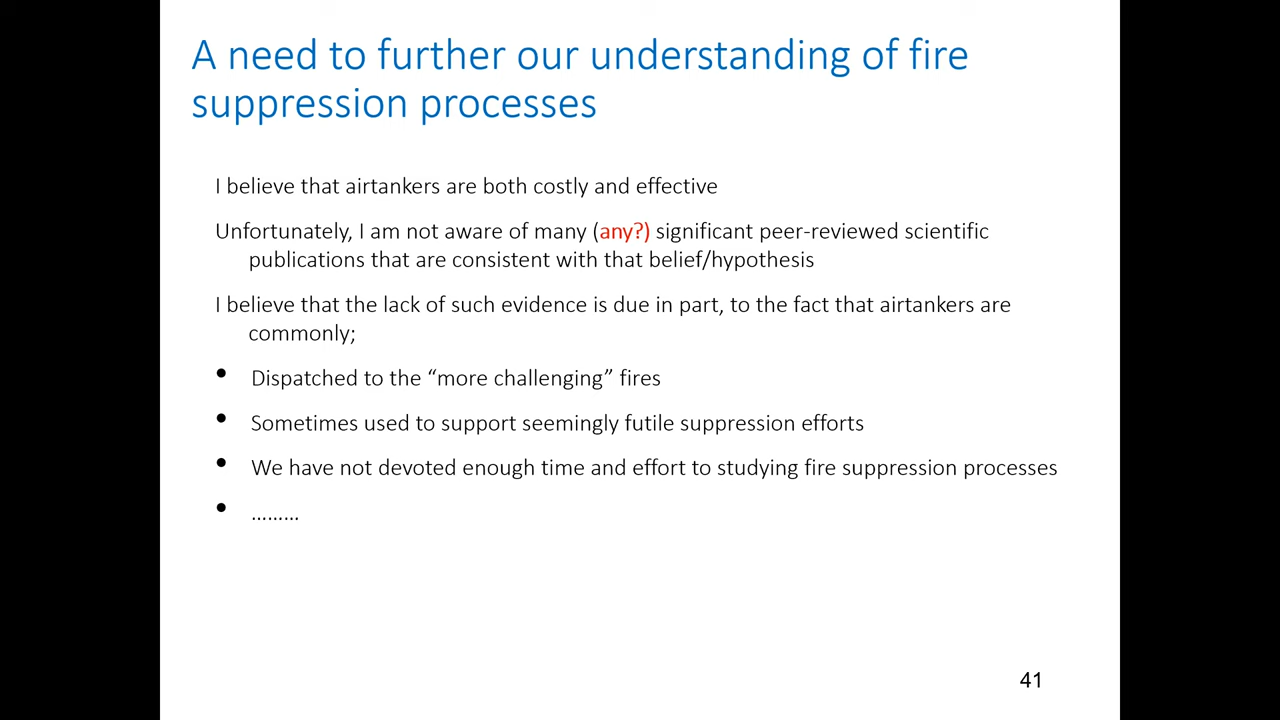 A need to further our understanding of fire
suppression processes
I believe that airtankers are both costly and effective
Unfortunately, I am not aware of many (any?) significant peer-reviewed scientific
publications that are consistent with that belief/hypothesis
I believe that the lack of such evidence is due in part, to the fact that airtankers are
commonly;
• Dispatched to the “more challenging” fires
• Sometimes used to support seemingly futile suppression efforts
• We have not devoted enough time and effort to studying fire suppression processes
• ………
41